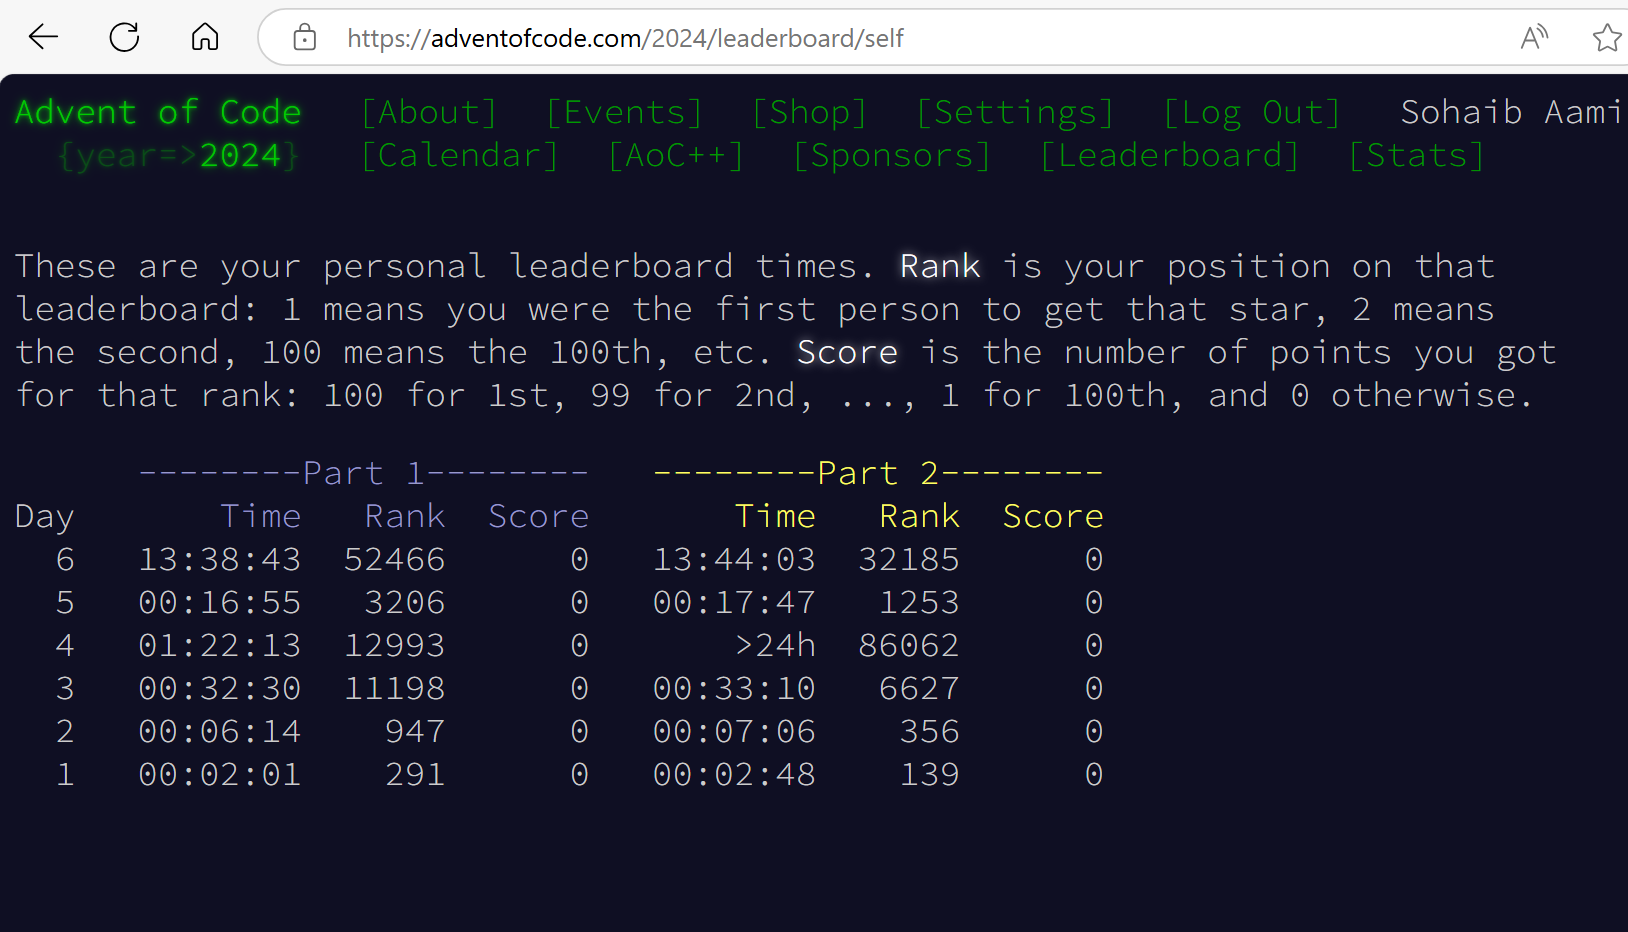 https://adventofcode.com/2024/leaderboard/self
Advent of Code [About] [Events] [Shop] [Settings] [Log Out] Sohaib Aami
{year=>2024} [Calendar] [AoC++] [Sponsors] [Leaderboard] [Stats]
These are your personal leaderboard times. Rank is your position on that
leaderboard: 1 means you were the first person to get that star, 2 means
the second, 100 means the 100th, etc. Score is the number of points you got
for that rank: 100 for 1st, 99 for 2nd, ..., 1 for 100th, and 0 otherwise.
--------Part 1-------- --------Part 2--------
Day Time Rank Score Time Rank Score
6 13:38:43 52466 0 13:44:03 32185 0
5 00:16:55 3206 0 00:17:47 1253 0
4 01:22:13 12993 0 >24h 86062 0
3 00:32:30 11198 0 00:33:10 6627 0
2 00:06:14 947 0 00:07:06 356 0
1 00:02:01 291 0 00:02:48 139 0